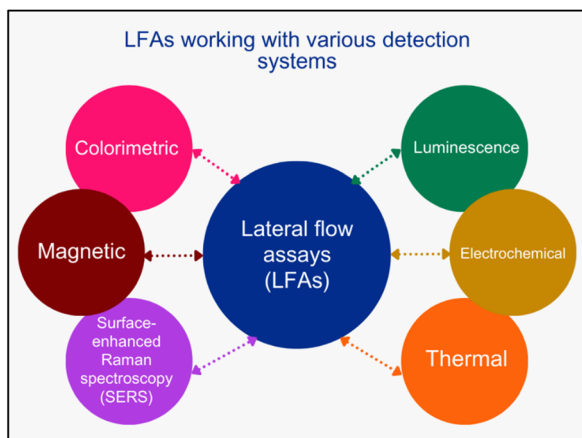 LFAs working with various detection
systems
Colorimetric
Luminescence
Magnetic
Lateral flow
assays
(LFAs)
Electrochemical
Surface-
enhanced
Raman
spectroscopy
(SERS)
Thermal